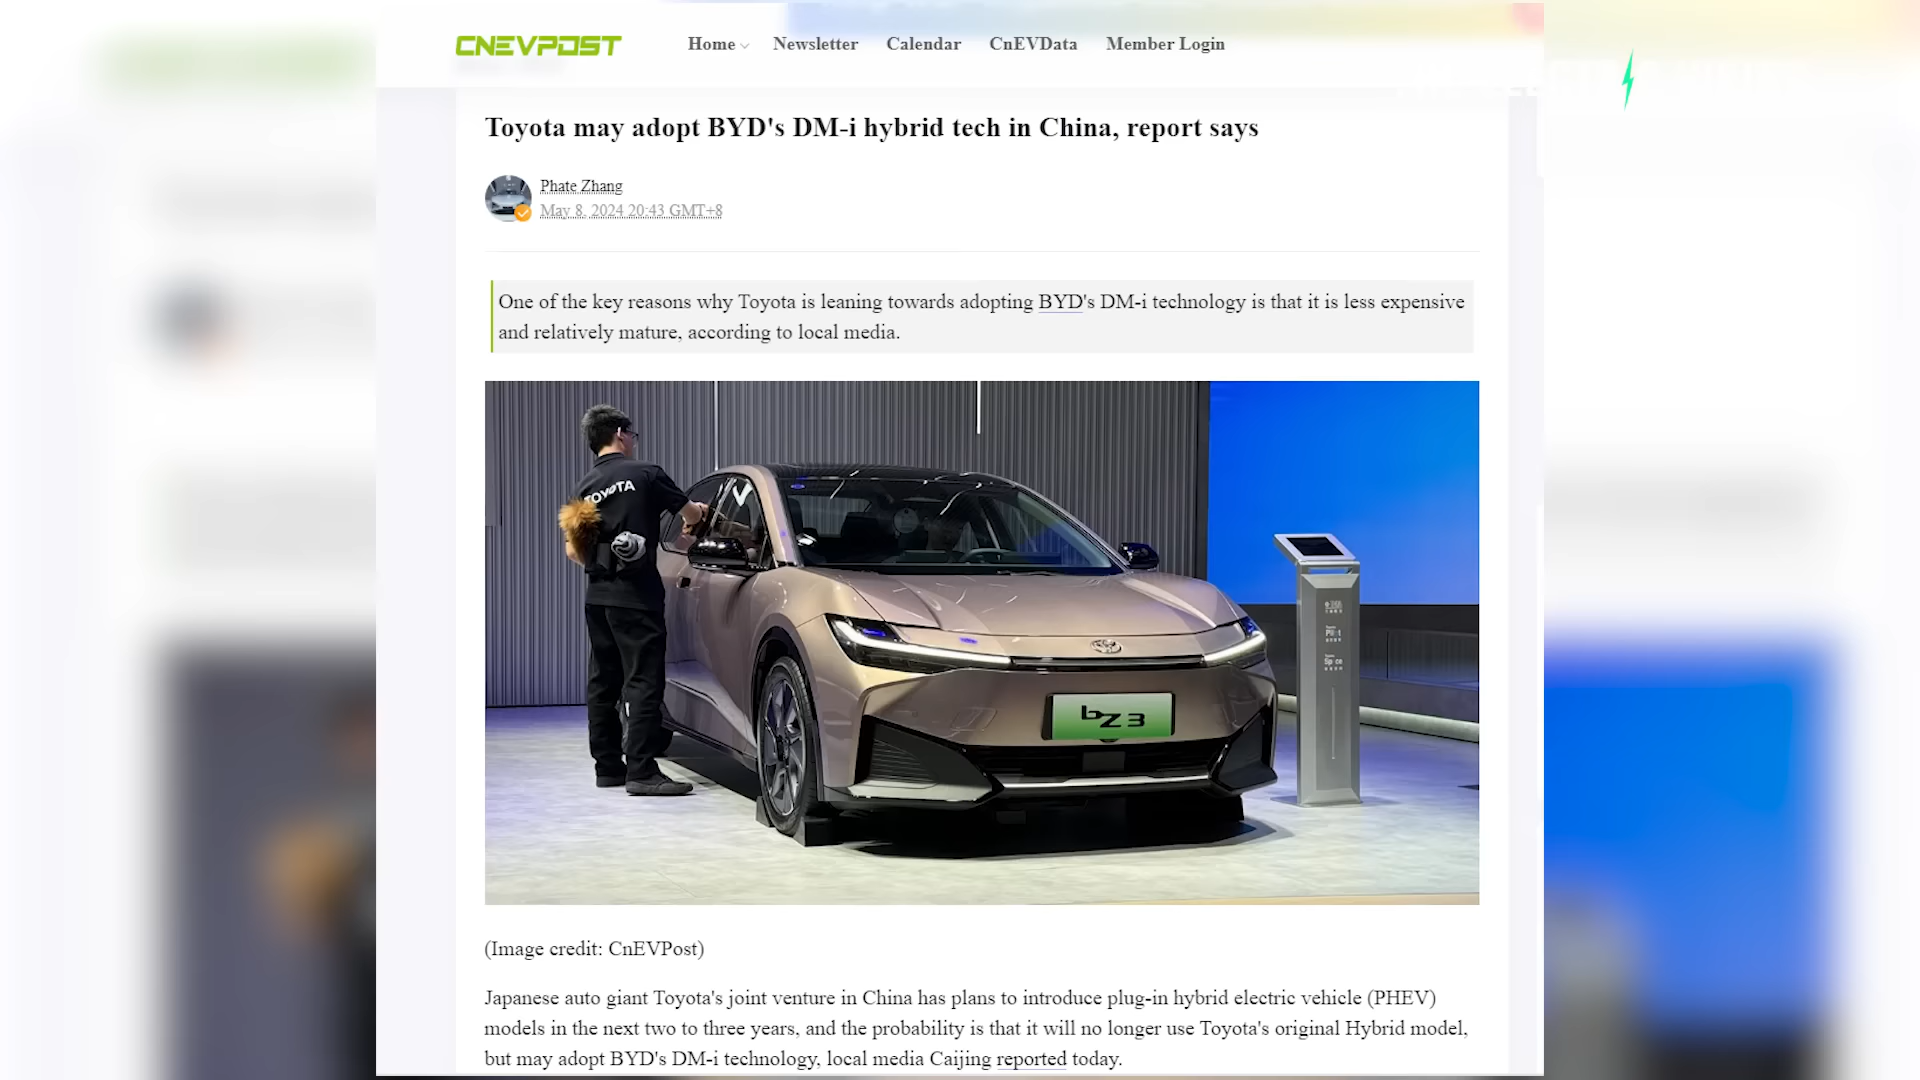 CNEVPOST
Home Newsletter Calendar CnEVData Member Login
Toyota may adopt BYD's DM-i hybrid tech in China, report says
Phate Zhang
May 8, 2024 20:43 GMT+8
One of the key reasons why Toyota is leaning towards adopting BYD's DM-i technology is that it is less expensive
and relatively mature, according to local media.
TOYOTA
bZ3
(Image credit: CnEVPost)
Japanese auto giant Toyota's joint venture in China has plans to introduce plug-in hybrid electric vehicle (PHEV)
models in the next two to three years, and the probability is that it will no longer use Toyota's original Hybrid model,
but may adopt BYD's DM-i technology, local media Caijing reported today.